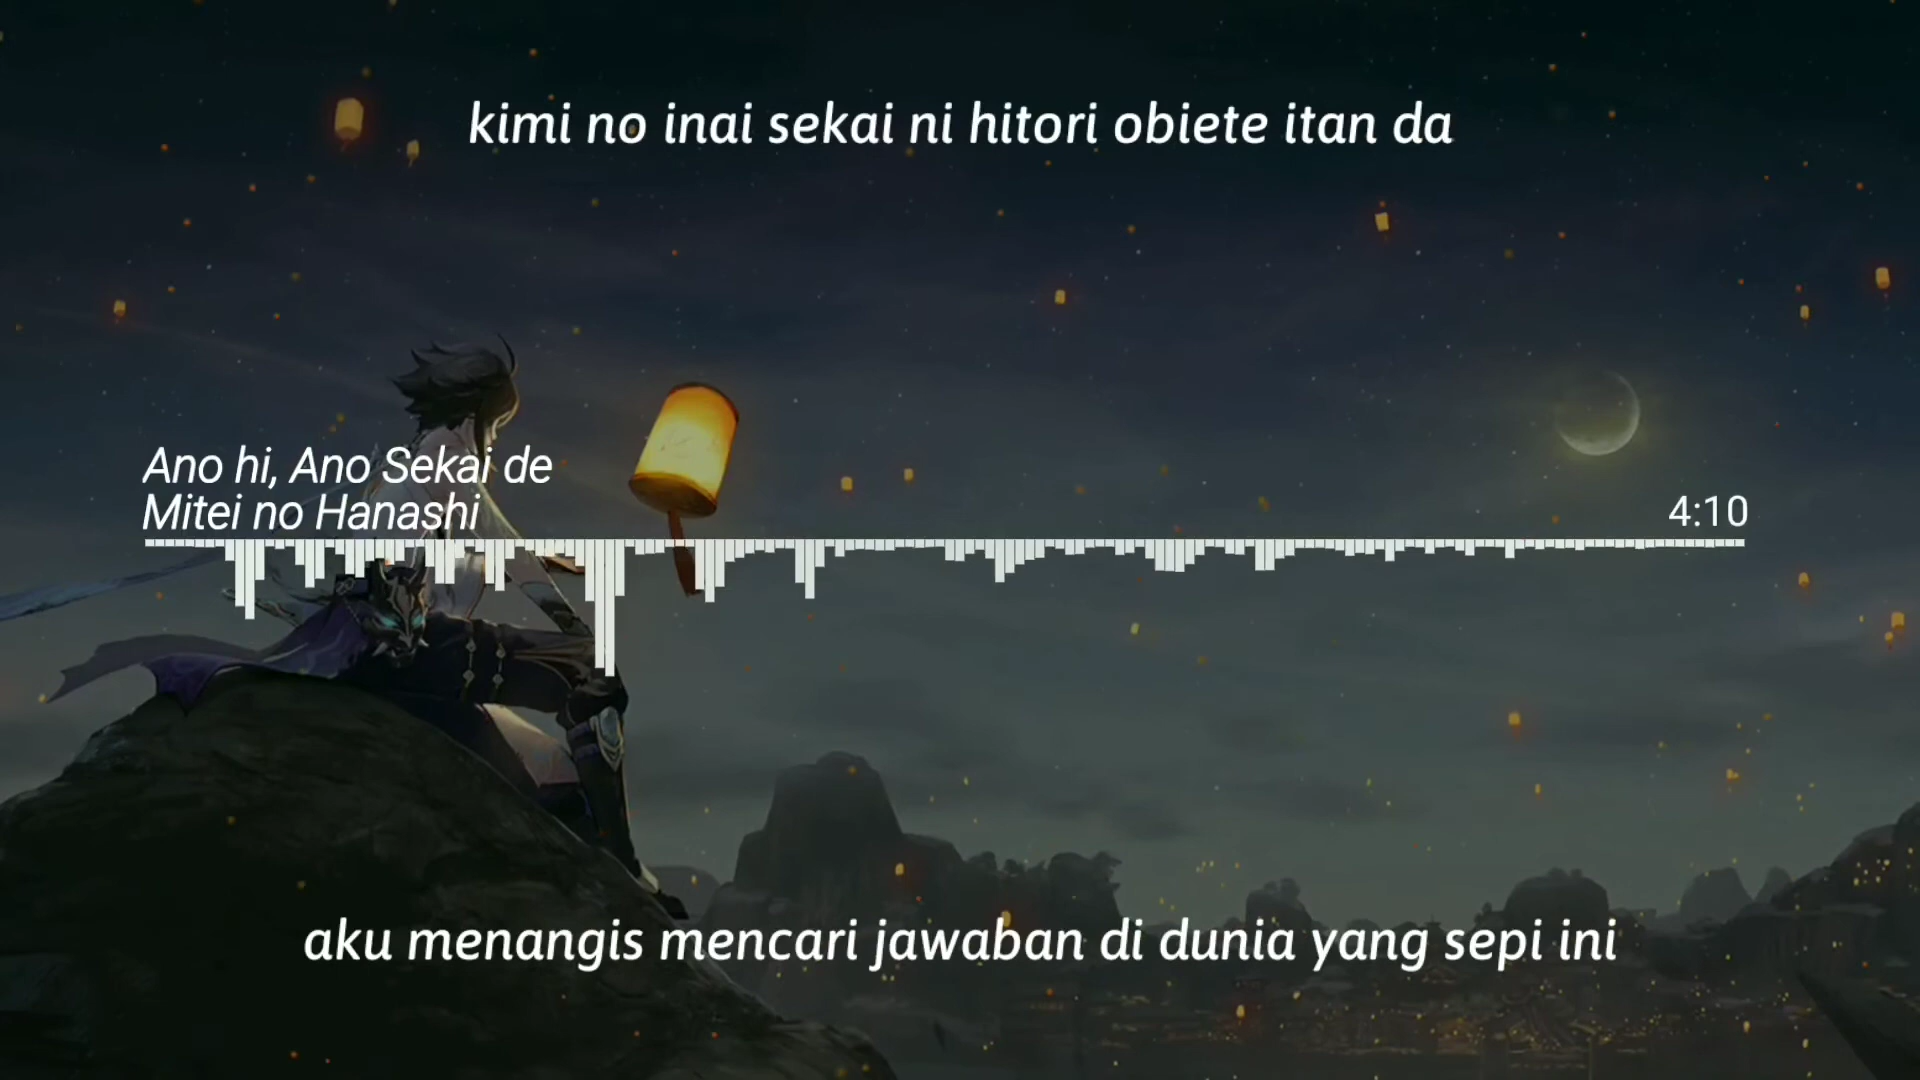 kimi no inai sekai ni hitori obiete itan da
Ano hi, Ano Sekai de
Mitei no Hanashi
4:10
aku menangis mencari jawaban di dunia yang sepi ini